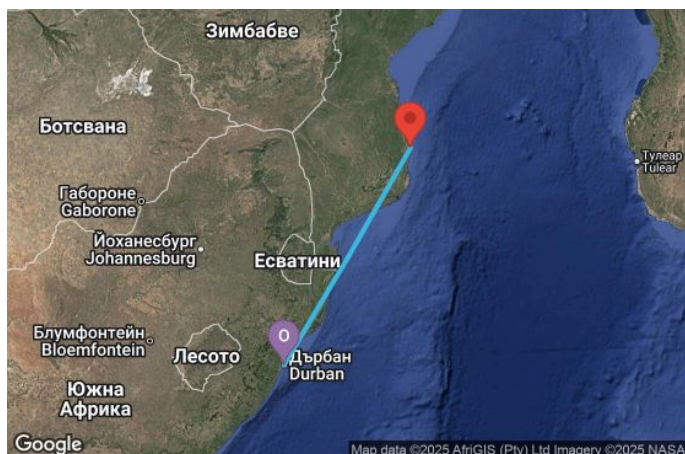 Зимбабве
Ботсвана
Тулеар
Tulear
Габороне
Gaborone
Йоханесбург
Johannesburg
Есватини
O
Блумфонтейн
Bloemfontein
Лесото
Дърбан
Durban
Южна
Африка
Google
Map data ©2025 AfriGIS (Pty) Ltd Imagery ©2025 NASA